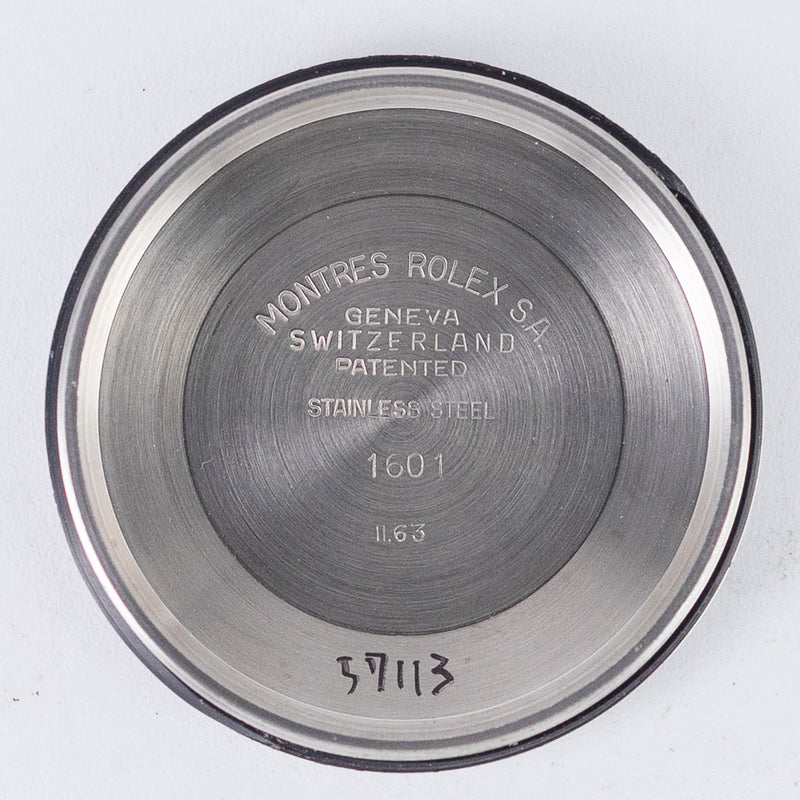 MONTRES ROLEX S.A.
GENEVA
SWITZERLAND
PATENTED
STAINLESS STEEL
1601
II.63
57113